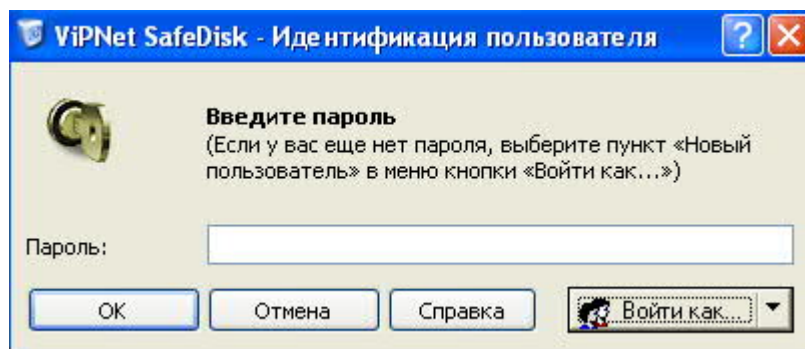 ViPNet SafeDisk - Идентификация пользователя
Введите пароль
(Если у вас еще нет пароля, выберите пункт «Новый
пользователь» в меню кнопки «Войти как...»)
Пароль:
ОК Отмена Справка Войти как...